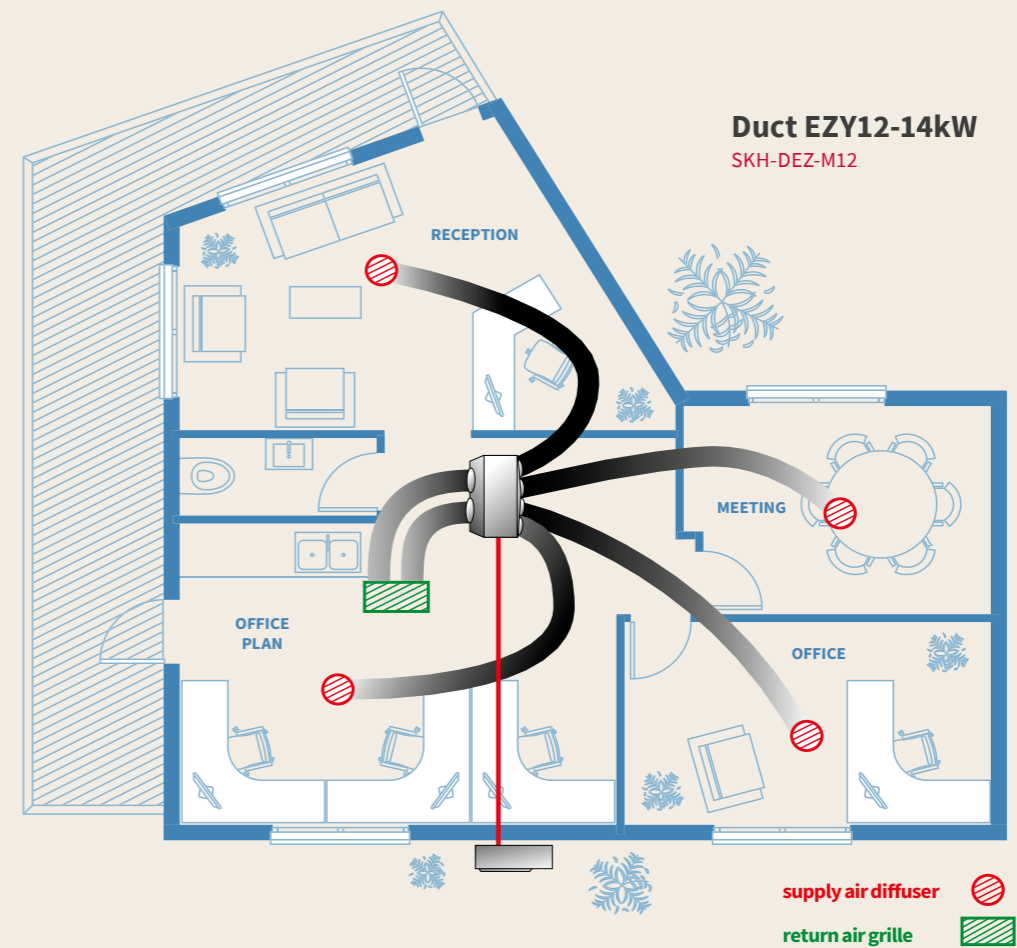 Duct EZY12-14kW
SKH-DEZ-M12
RECEPTION
MEETING
OFFICE
PLAN
OFFICE
supply air diffuser
return air grille